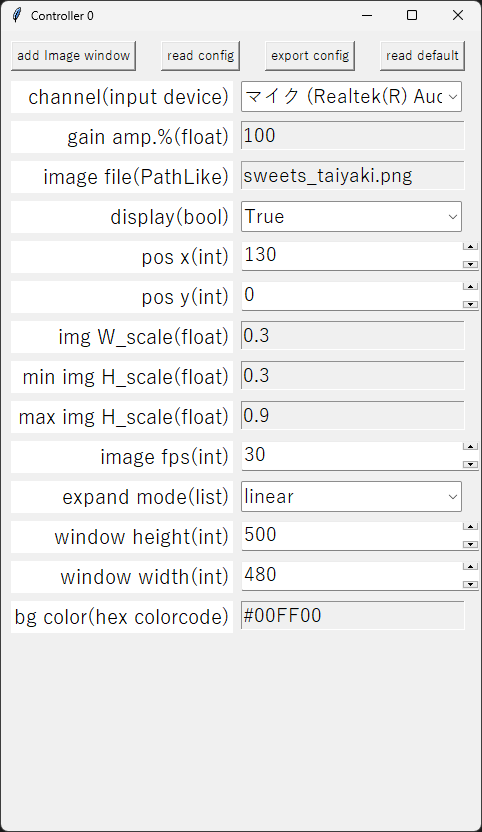 Controller 0
add Image window read config export config read default
channel(input device) マイク (Realtek(R) Aud
gain amp.%(float) 100
image file(PathLike) sweets_taiyaki.png
display(bool) True
pos x(int) 130
pos y(int) 0
img W_scale(float) 0.3
min img H_scale(float) 0.3
max img H_scale(float) 0.9
image fps(int) 30
expand mode(list) linear
window height(int) 500
window width(int) 480
bg color(hex colorcode) #00FF00